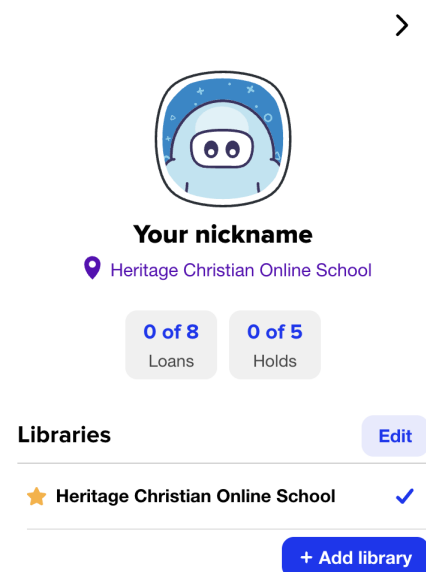 Your nickname
Heritage Christian Online School
0 of 8
Loans
0 of 5
Holds
Libraries
Edit
Heritage Christian Online School
+ Add library